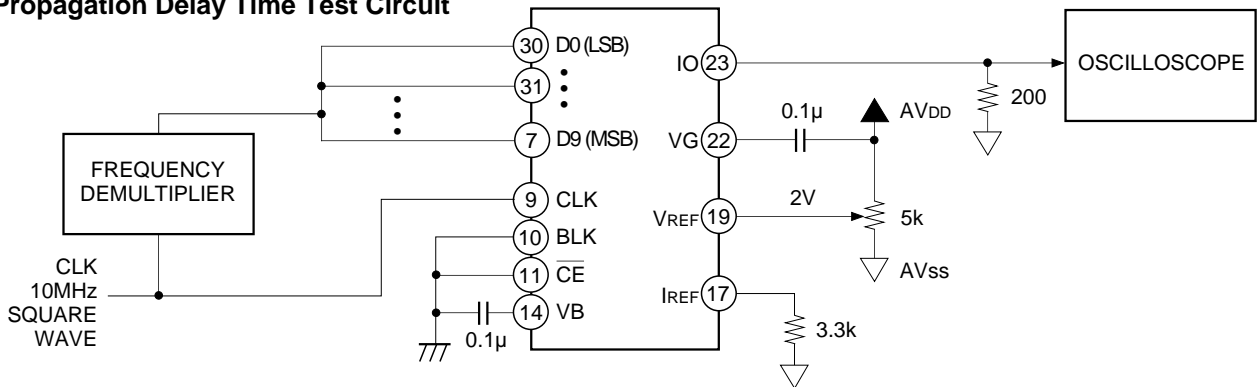 Propagation Delay Time Test Circuit
30 D0 (LSB)
31
7 D9 (MSB)
9 CLK
10 BLK
11 CE
14 VB
0.1µ
FREQUENCY
DEMULTIPLIER
CLK
10MHz
SQUARE
WAVE
IO 23
VG 22
VREF 19
IREF 17
0.1µ
AVDD
2V
5k
AVss
3.3k
200
OSCILLOSCOPE